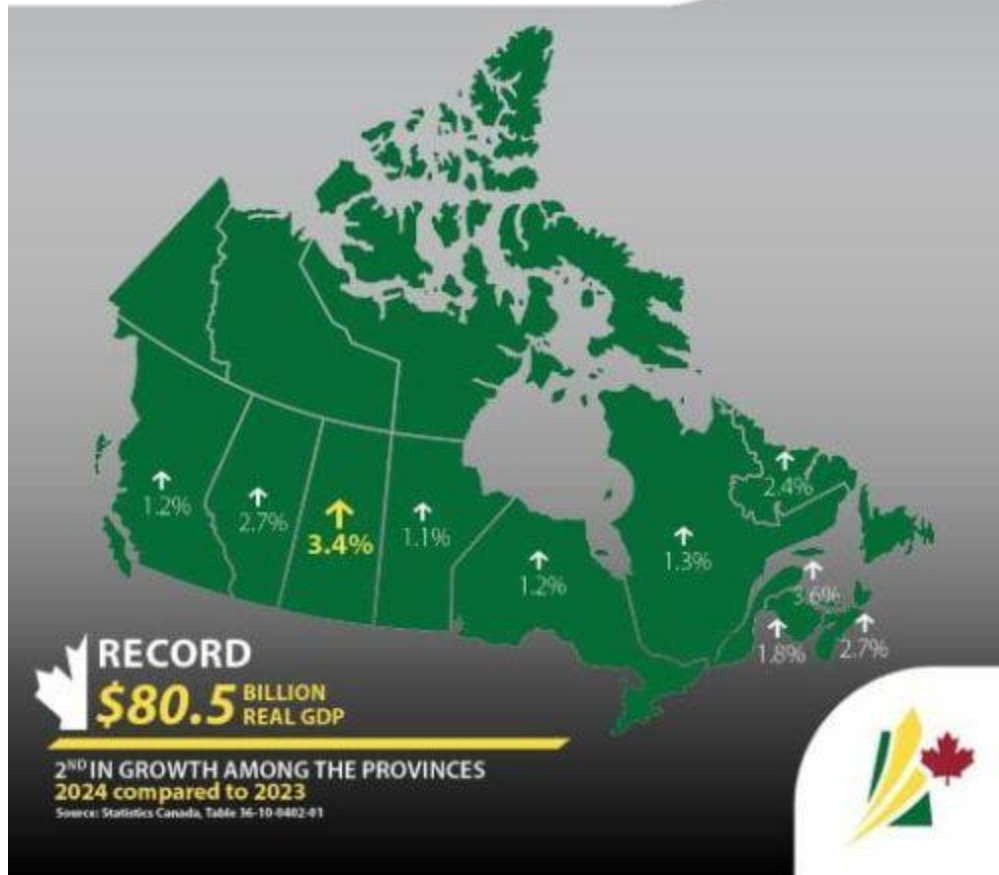 2.4%
1.2%
2.7%
3.4%
1.1%
1.2%
1.3%
3.6%
1.8%
2.7%
RECORD
$80.5 BILLION
REAL GDP
2ND IN GROWTH AMONG THE PROVINCES
2024 compared to 2023
Source: Statistics Canada, Table 36-10-0402-01